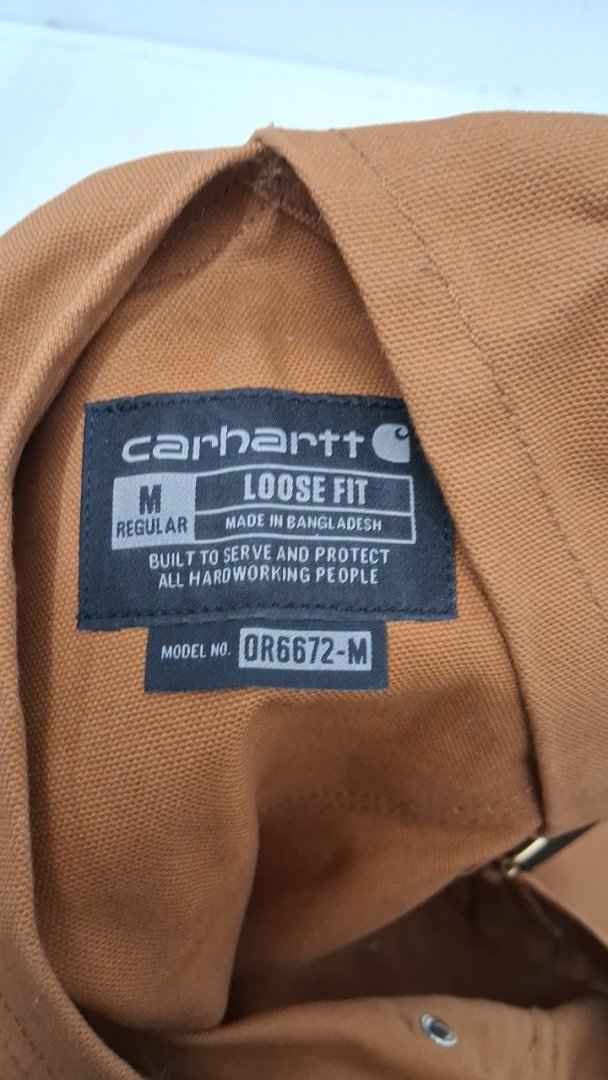 carhartt
M
REGULAR
LOOSE FIT
MADE IN BANGLADESH
BUILT TO SERVE AND PROTECT
ALL HARDWORKING PEOPLE
MODEL NO. OR6672-M